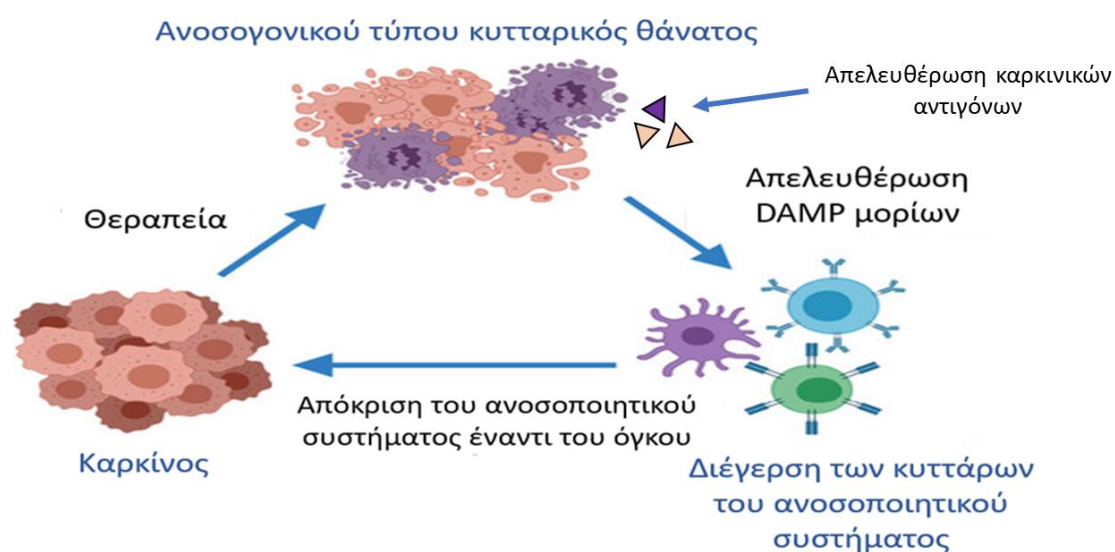 Ανοσογονικού τύπου κυτταρικός θάνατος
Απελευθέρωση καρκινικών
αντιγόνων
Απελευθέρωση
DAMP μορίων
Θεραπεία
Απόκριση του ανοσοποιητικού
συστήματος έναντι του όγκου
Καρκίνος
Διέγερση των κυττάρων
του ανοσοποιητικού
συστήματος